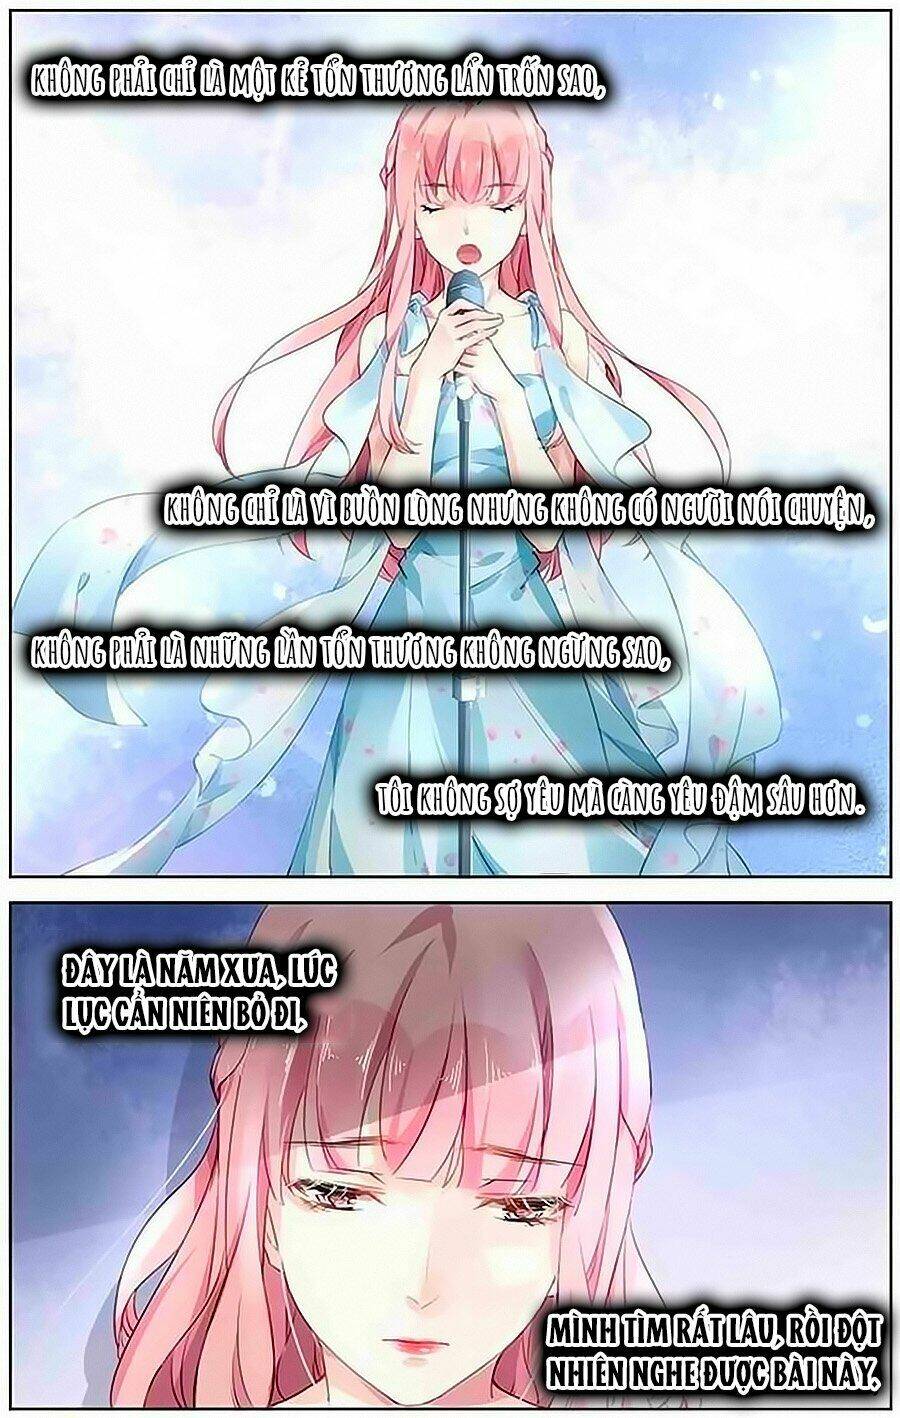 KHÔNG PHẢI CHỈ LÀ MỘT KẺ TỔN THƯƠNG LẨN TRỐN SAO,
KHÔNG CHỈ LÀ VÌ BUỒN LÒNG NHƯNG KHÔNG CÓ NGƯỜI NÓI CHUYỆN,
KHÔNG PHẢI LÀ NHỮNG LẦN TỔN THƯƠNG KHÔNG NGỪNG SAO,
TÔI KHÔNG SỢ YÊU MÀ CÀNG YÊU ĐẬM SÂU HƠN.
ĐÂY LÀ NĂM XƯA, LÚC
LỤC CẨN NIÊN BỎ ĐI,
MÌNH TÌM RẤT LÂU, RỒI ĐỘT
NHIÊN NGHE ĐƯỢC BÀI NÀY.